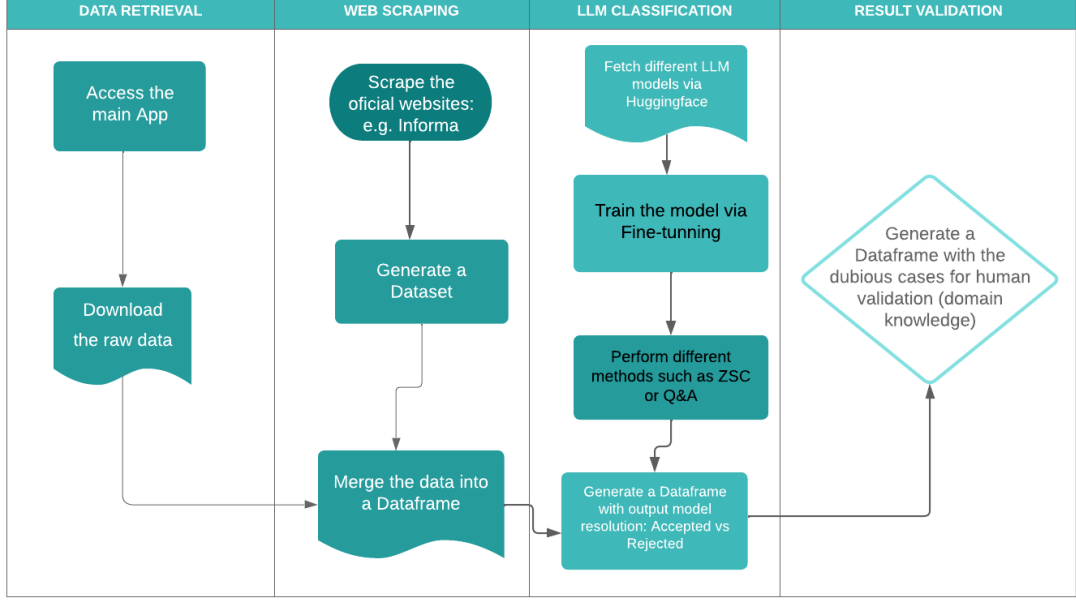 DATA RETRIEVAL
WEB SCRAPING
LLM CLASSIFICATION
RESULT VALIDATION
Access the
main App
Download
the raw data
Scrape the
oficial websites:
e.g. Informa
Generate a
Dataset
Merge the data into
a Dataframe
Fetch different LLM
models via
Huggingface
Train the model via
Fine-tunning
Perform different
methods such as ZSC
or Q&A
Generate a Dataframe
with output model
resolution: Accepted vs
Rejected
Generate a
Dataframe with the
dubious cases for human
validation (domain
knowledge)